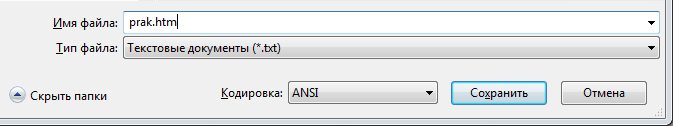 Имя файла: prak.htm
Тип файла: Текстовые документы (*.txt)
Скрыть папки Кодировка: ANSI Сохранить Отмена